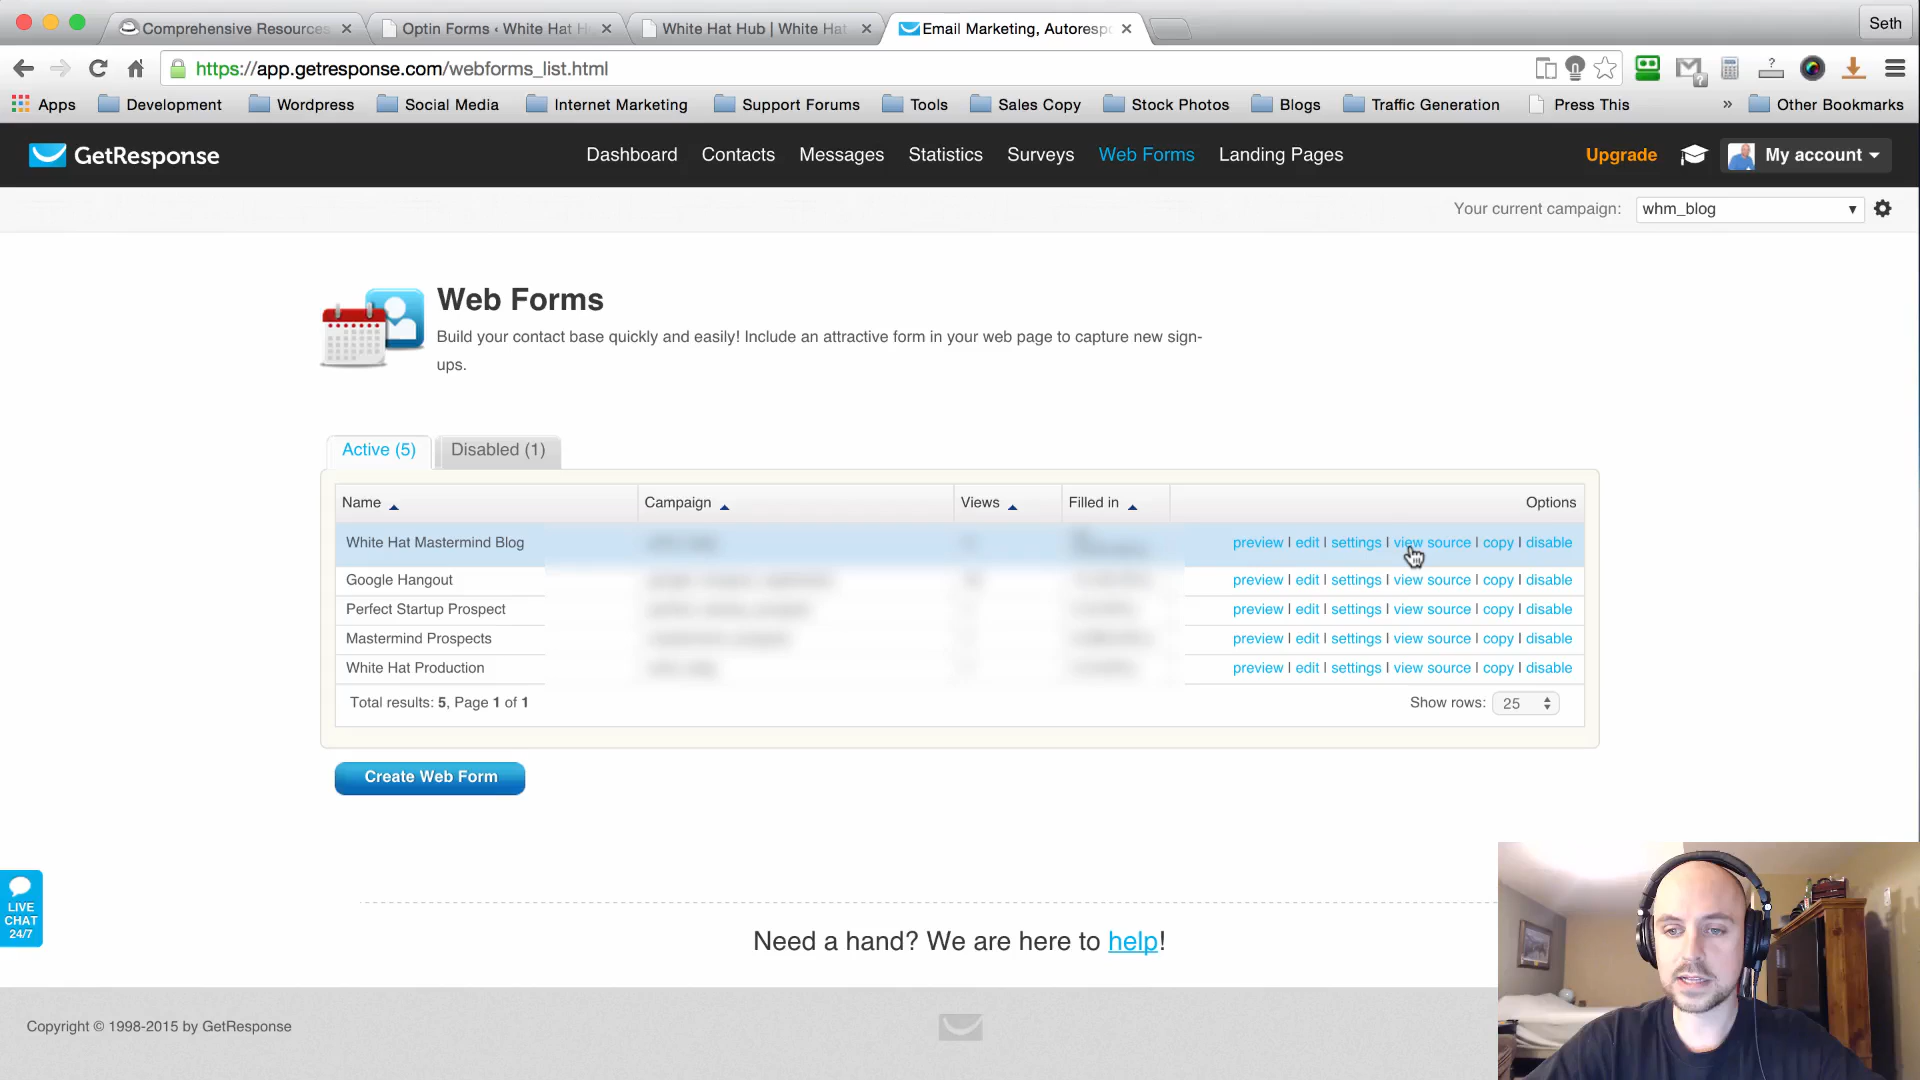 Comprehensive Resources
Optin Forms ‹ White Hat H
White Hat Hub | White Hat
Email Marketing, Autoresp
Seth
https://app.getresponse.com/webforms_list.html
Apps
Development
Wordpress
Social Media
Internet Marketing
Support Forums
Tools
Sales Copy
Stock Photos
Blogs
Traffic Generation
Press This
»
Other Bookmarks
GetResponse
Dashboard
Contacts
Messages
Statistics
Surveys
Web Forms
Landing Pages
Upgrade
My account
Your current campaign:
whm_blog
Web Forms
Build your contact base quickly and easily! Include an attractive form in your web page to capture new sign-
ups.
Active (5)
Disabled (1)
Name
Campaign
Views
Filled in
Options
White Hat Mastermind Blog
preview | edit | settings | view source | copy | disable
Google Hangout
preview | edit | settings | view source | copy | disable
Perfect Startup Prospect
preview | edit | settings | view source | copy | disable
Mastermind Prospects
preview | edit | settings | view source | copy | disable
White Hat Production
preview | edit | settings | view source | copy | disable
Total results: 5, Page 1 of 1
Show rows: 25
Create Web Form
LIVE
CHAT
24/7
Need a hand? We are here to help!
Copyright © 1998-2015 by GetResponse